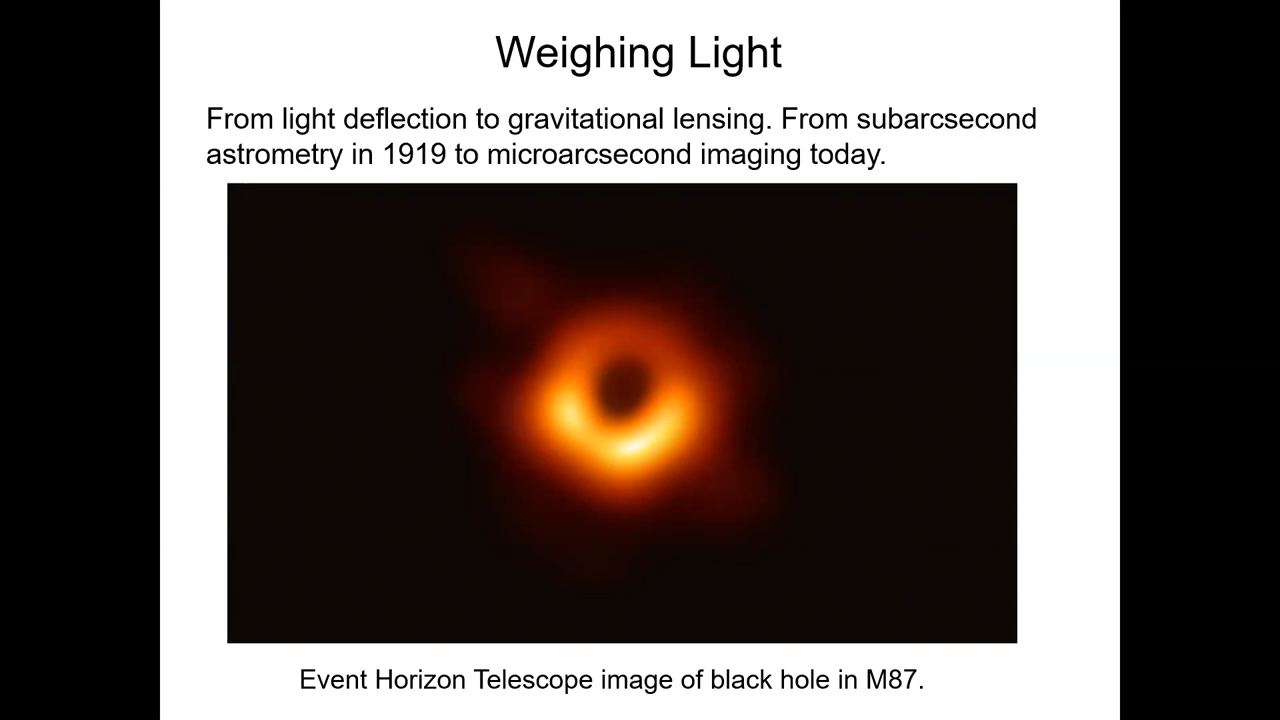 Weighing Light
From light deflection to gravitational lensing. From subarcsecond
astrometry in 1919 to microarcsecond imaging today.
Event Horizon Telescope image of black hole in M87.